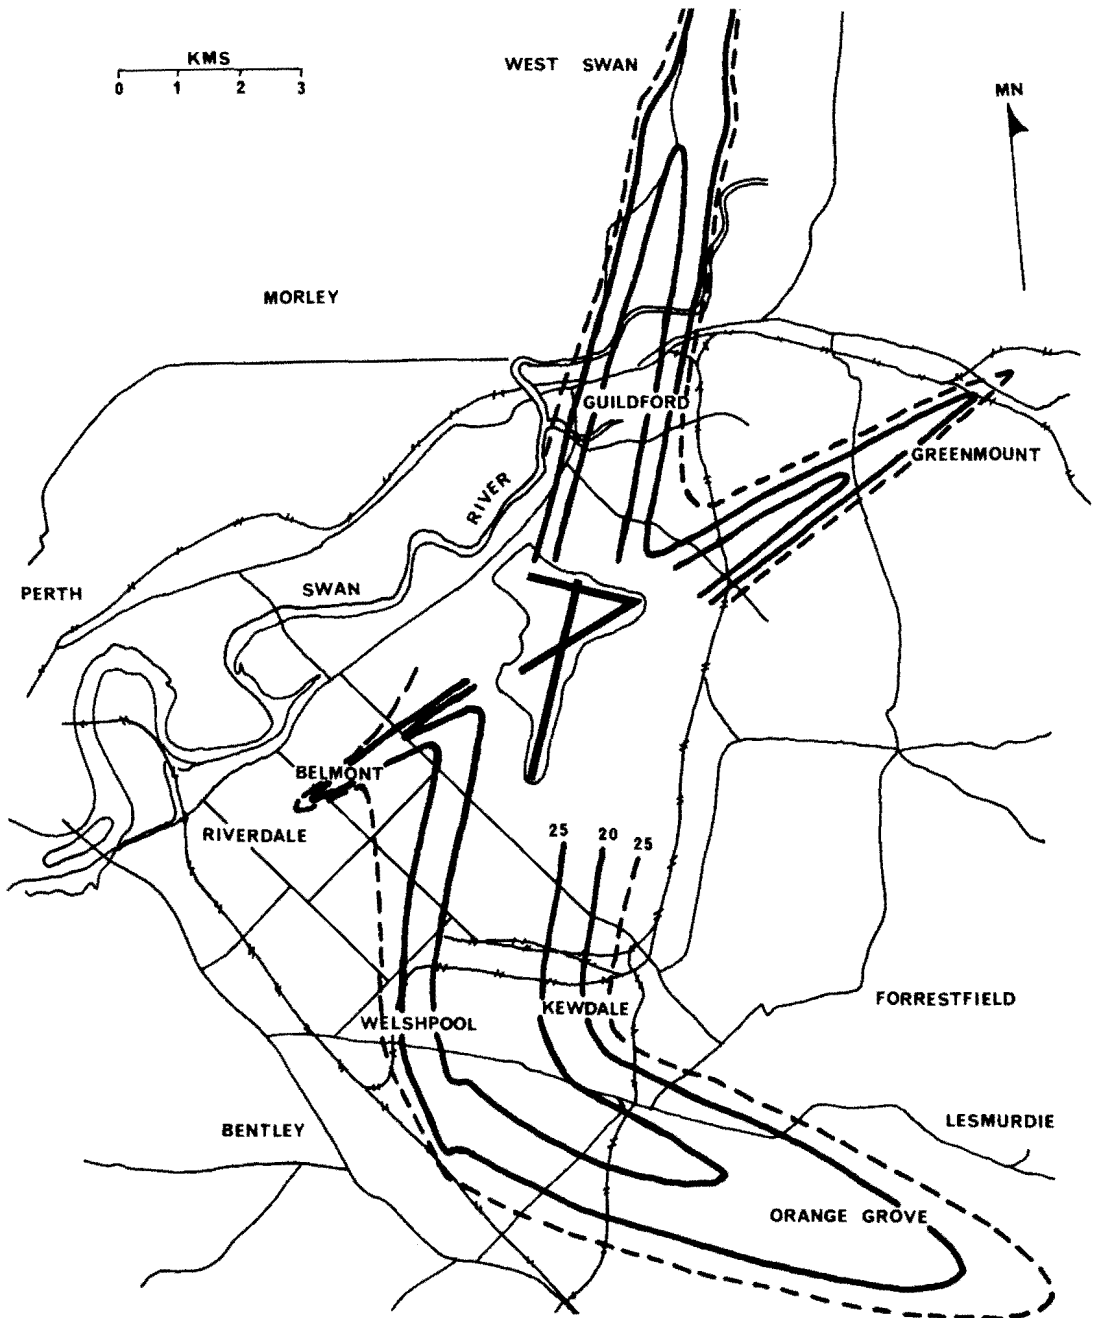 KMS
0 1 2 3
WEST SWAN
MN
MORLEY
GUILDFORD
GREENMOUNT
RIVER
SWAN
PERTH
BELMONT
RIVERDALE
25 20 25
WELSHPOOL
KEWDALE
FORRESTFIELD
BENTLEY
LESMURDIE
ORANGE GROVE